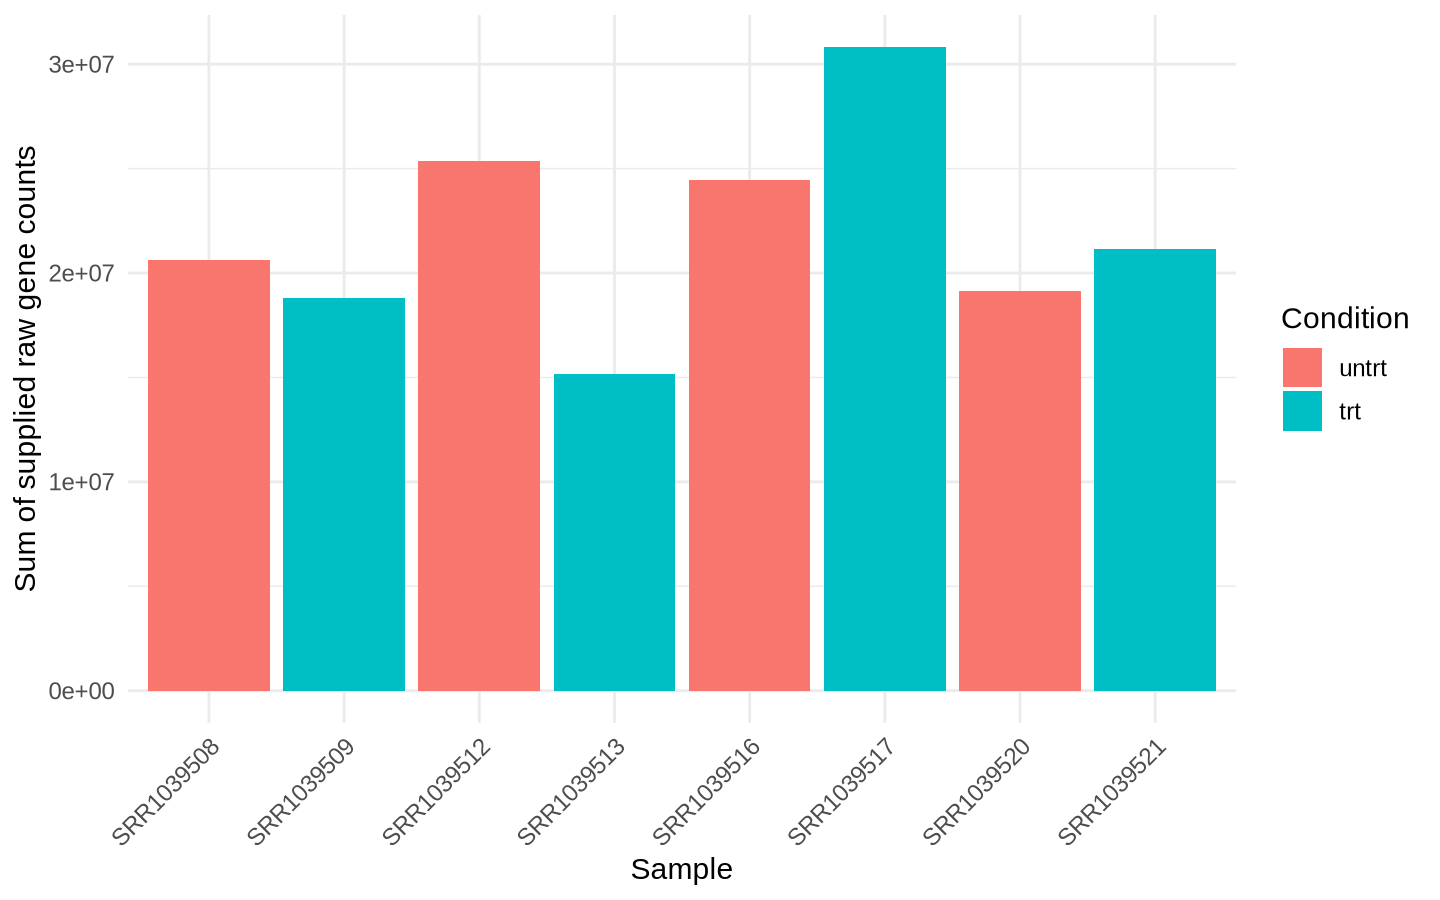 Sum of supplied raw gene counts
3e+07
2e+07
1e+07
0e+00
SRR1039508
SRR1039509
SRR1039512
SRR1039513
SRR1039516
SRR1039517
SRR1039520
SRR1039521
Sample
Condition
untrt
trt